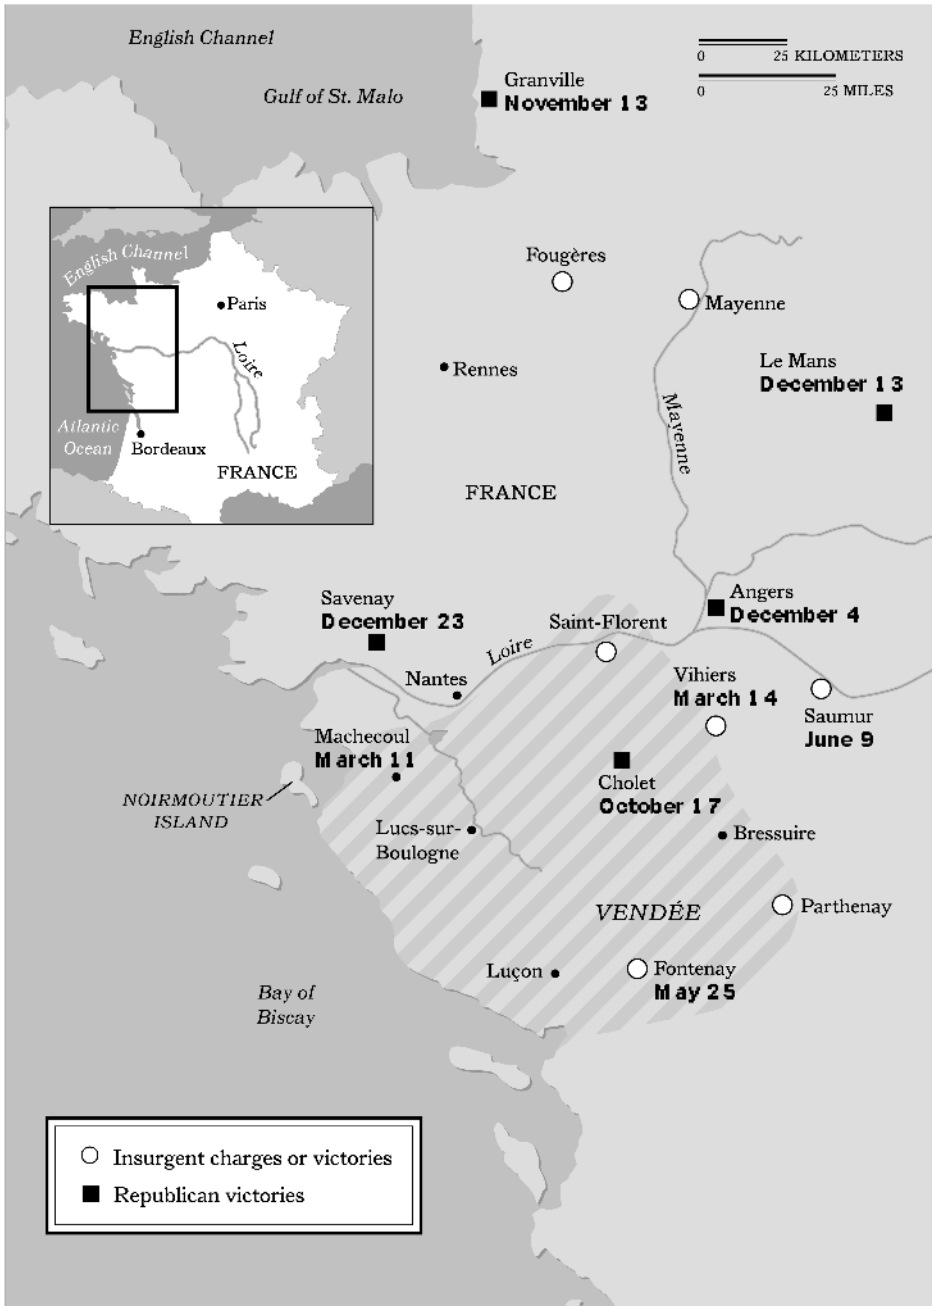 English Channel
Gulf of St. Malo
0 25 KILOMETERS
0 25 MILES
Granville
November 13
English Channel
Paris
Loire
Atlantic
Ocean
Bordeaux
FRANCE
Fougères
Mayenne
Rennes
Le Mans
December 13
Mayenne
FRANCE
Savenay
December 23
Angers
December 4
Saint-Florent
Loire
Nantes
Vihiers
March 14
Saumur
June 9
Machecoul
March 11
Cholet
October 17
NOIRMOUTIER
ISLAND
Lucs-sur-
Boulogne
Bressuire
VENDÉE
Parthenay
Luçon
Fontenay
May 25
Bay of
Biscay
Insurgent charges or victories
Republican victories